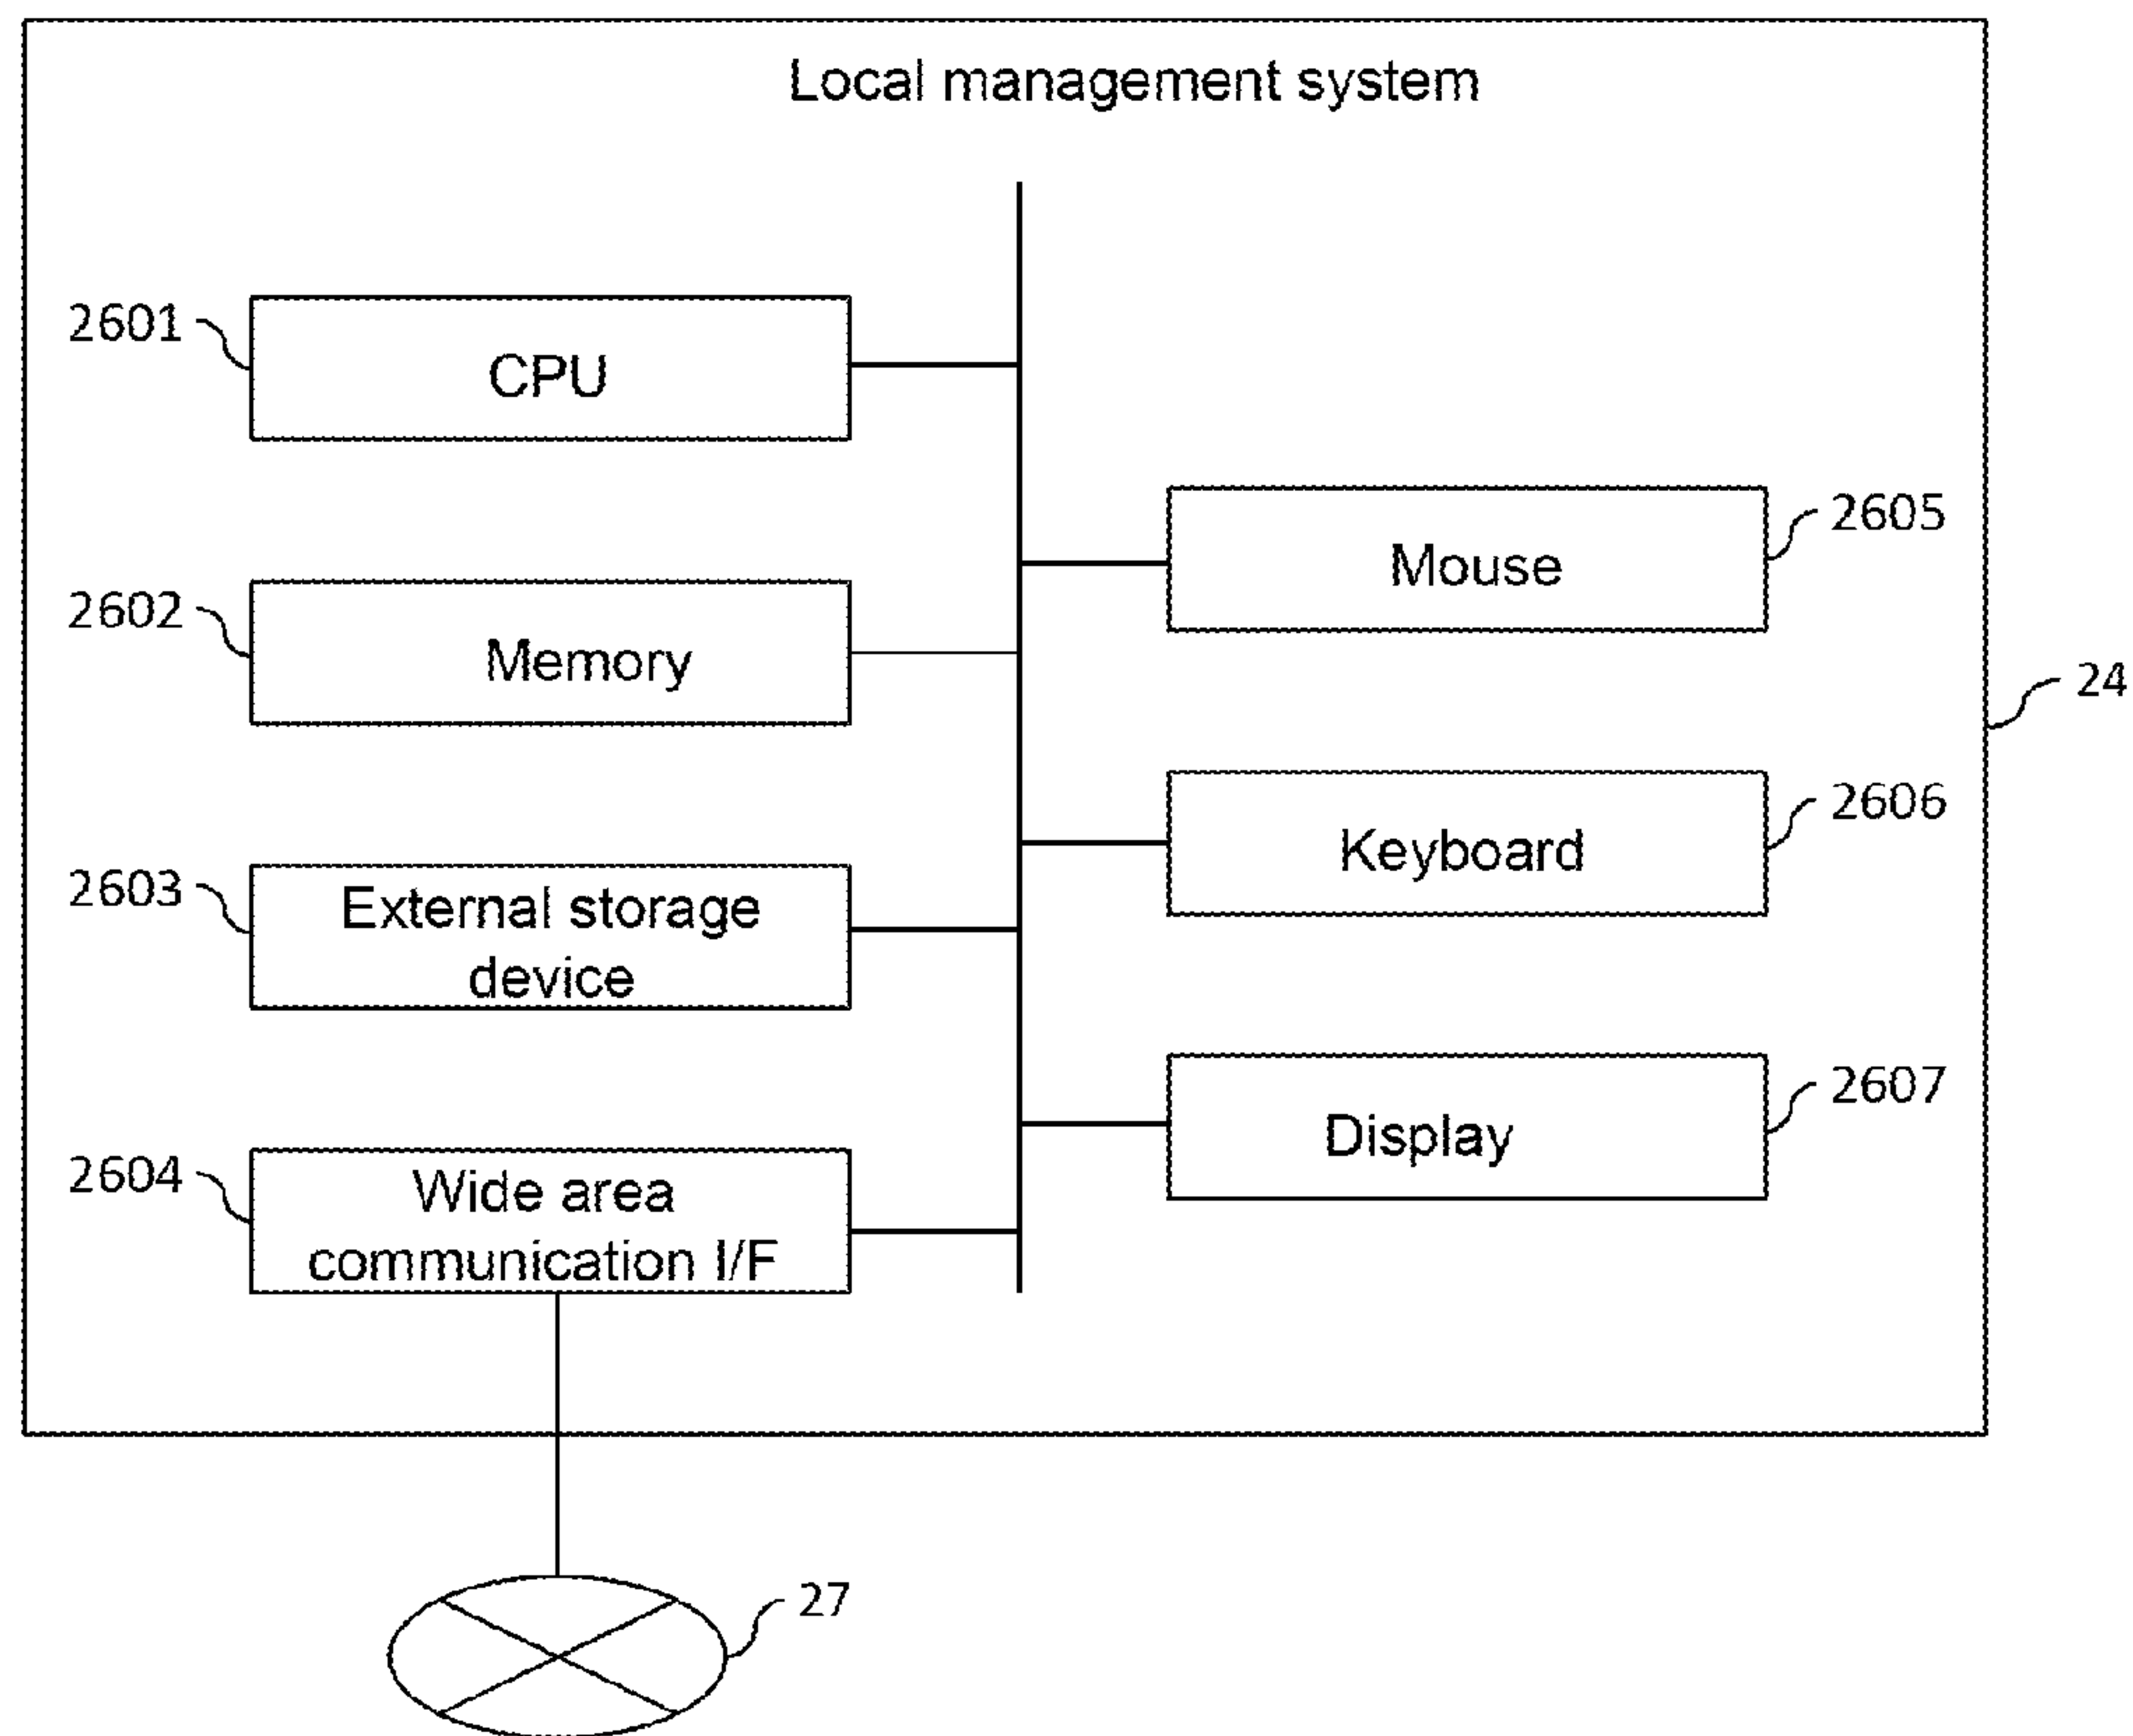 Local management system
2601
CPU
2605
Mouse
2602
Memory
24
2606
Keyboard
2603
External storage
device
2607
Display
2604
Wide area
communication I/F
27